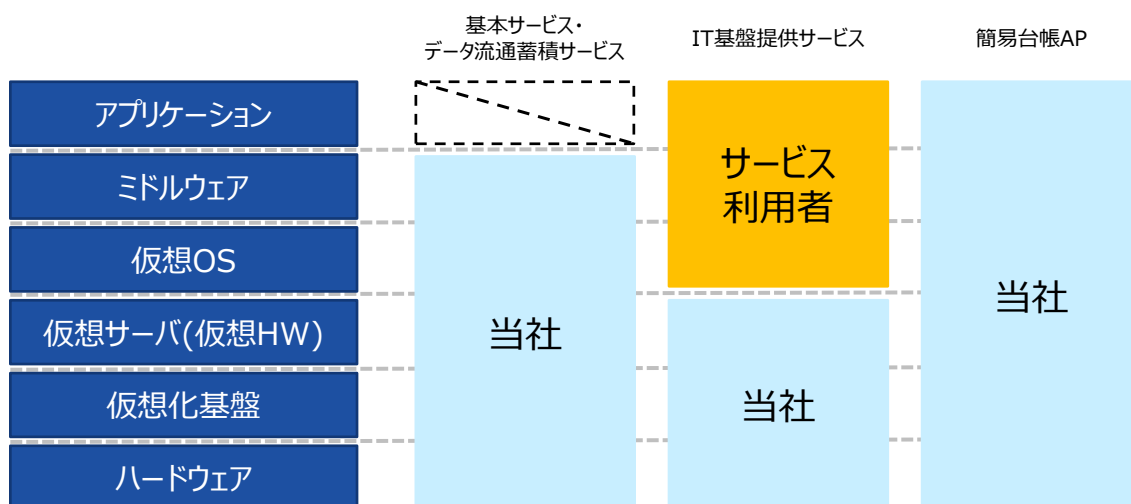 基本サービス・
データ流通蓄積サービス
IT基盤提供サービス
簡易台帳AP
アプリケーション
ミドルウェア
仮想OS
仮想サーバ(仮想HW)
仮想化基盤
ハードウェア
当社
サービス
利用者
当社
当社